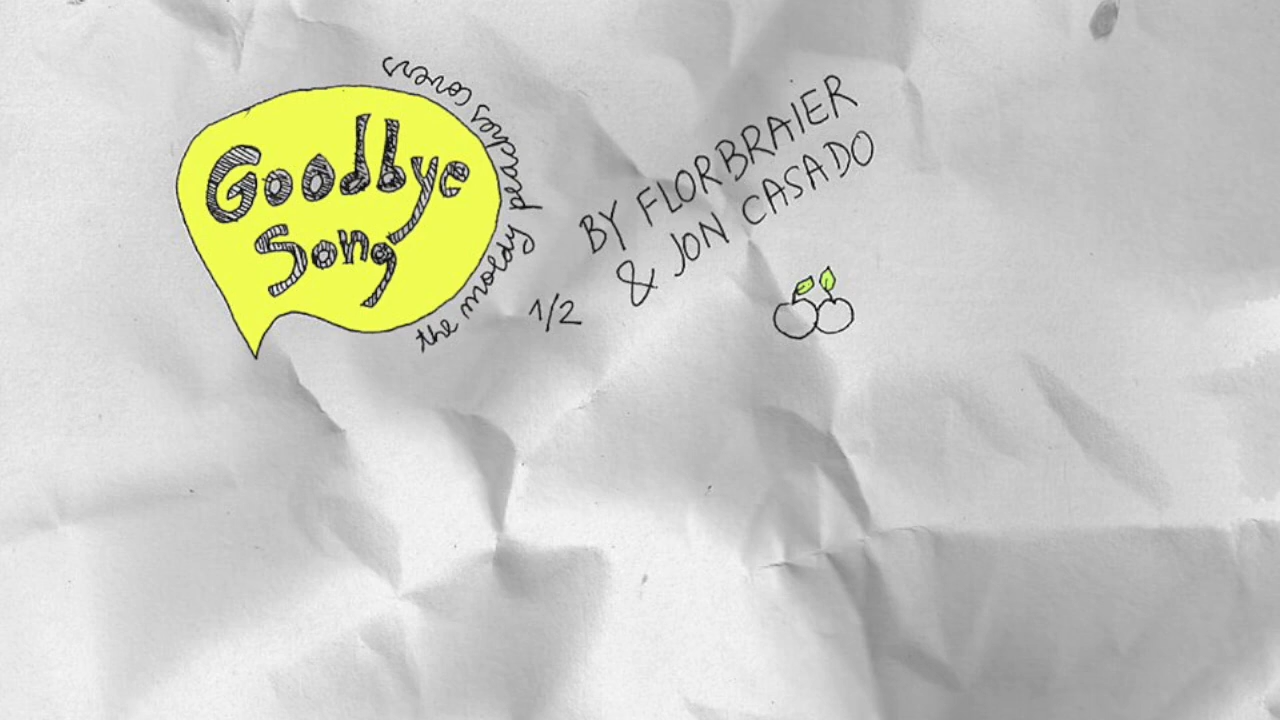 Goodbye
Song
the moldy peaches covers
1/2
BY FLORBRAIER
& JON CASADO